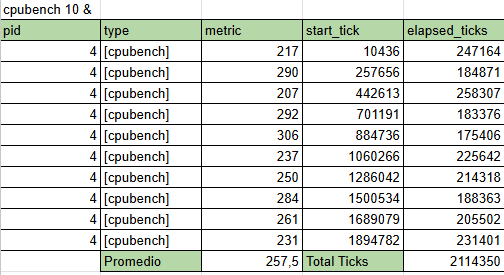 cpubench 10 &
pid type metric start_tick elapsed_ticks
4 [cpubench] 217 10436 247164
4 [cpubench] 290 257656 184871
4 [cpubench] 207 442613 258307
4 [cpubench] 292 701191 183376
4 [cpubench] 306 884736 175406
4 [cpubench] 237 1060266 225642
4 [cpubench] 250 1286042 214318
4 [cpubench] 284 1500534 188363
4 [cpubench] 261 1689079 205502
4 [cpubench] 231 1894782 231401
Promedio 257,5 Total Ticks 2114350